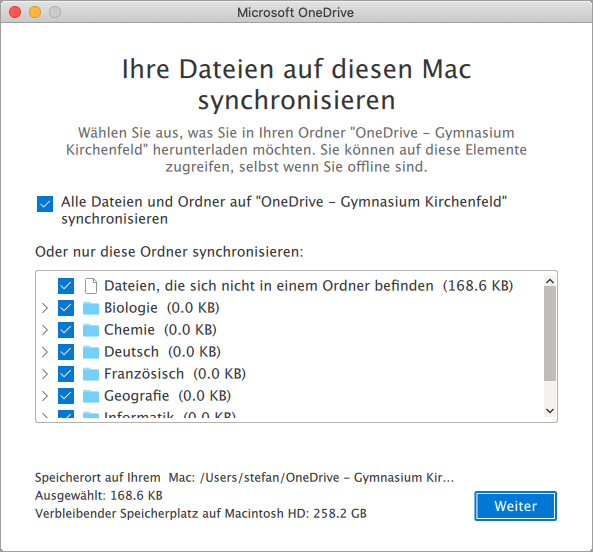 Microsoft OneDrive
Ihre Dateien auf diesen Mac
synchronisieren
Wählen Sie aus, was Sie in Ihren Ordner "OneDrive – Gymnasium
Kirchenfeld" herunterladen möchten. Sie können auf diese Elemente
zugreifen, selbst wenn Sie offline sind.
Alle Dateien und Ordner auf "OneDrive – Gymnasium Kirchenfeld"
synchronisieren
Oder nur diese Ordner synchronisieren:
Dateien, die sich nicht in einem Ordner befinden (168.6 KB)
Biologie (0.0 KB)
Chemie (0.0 KB)
Deutsch (0.0 KB)
Französisch (0.0 KB)
Geografie (0.0 KB)
Informatik (0.0 KB)
Speicherort auf Ihrem Mac: /Users/stefan/OneDrive – Gymnasium Kir...
Ausgewählt: 168.6 KB
Verbleibender Speicherplatz auf Macintosh HD: 258.2 GB
Weiter